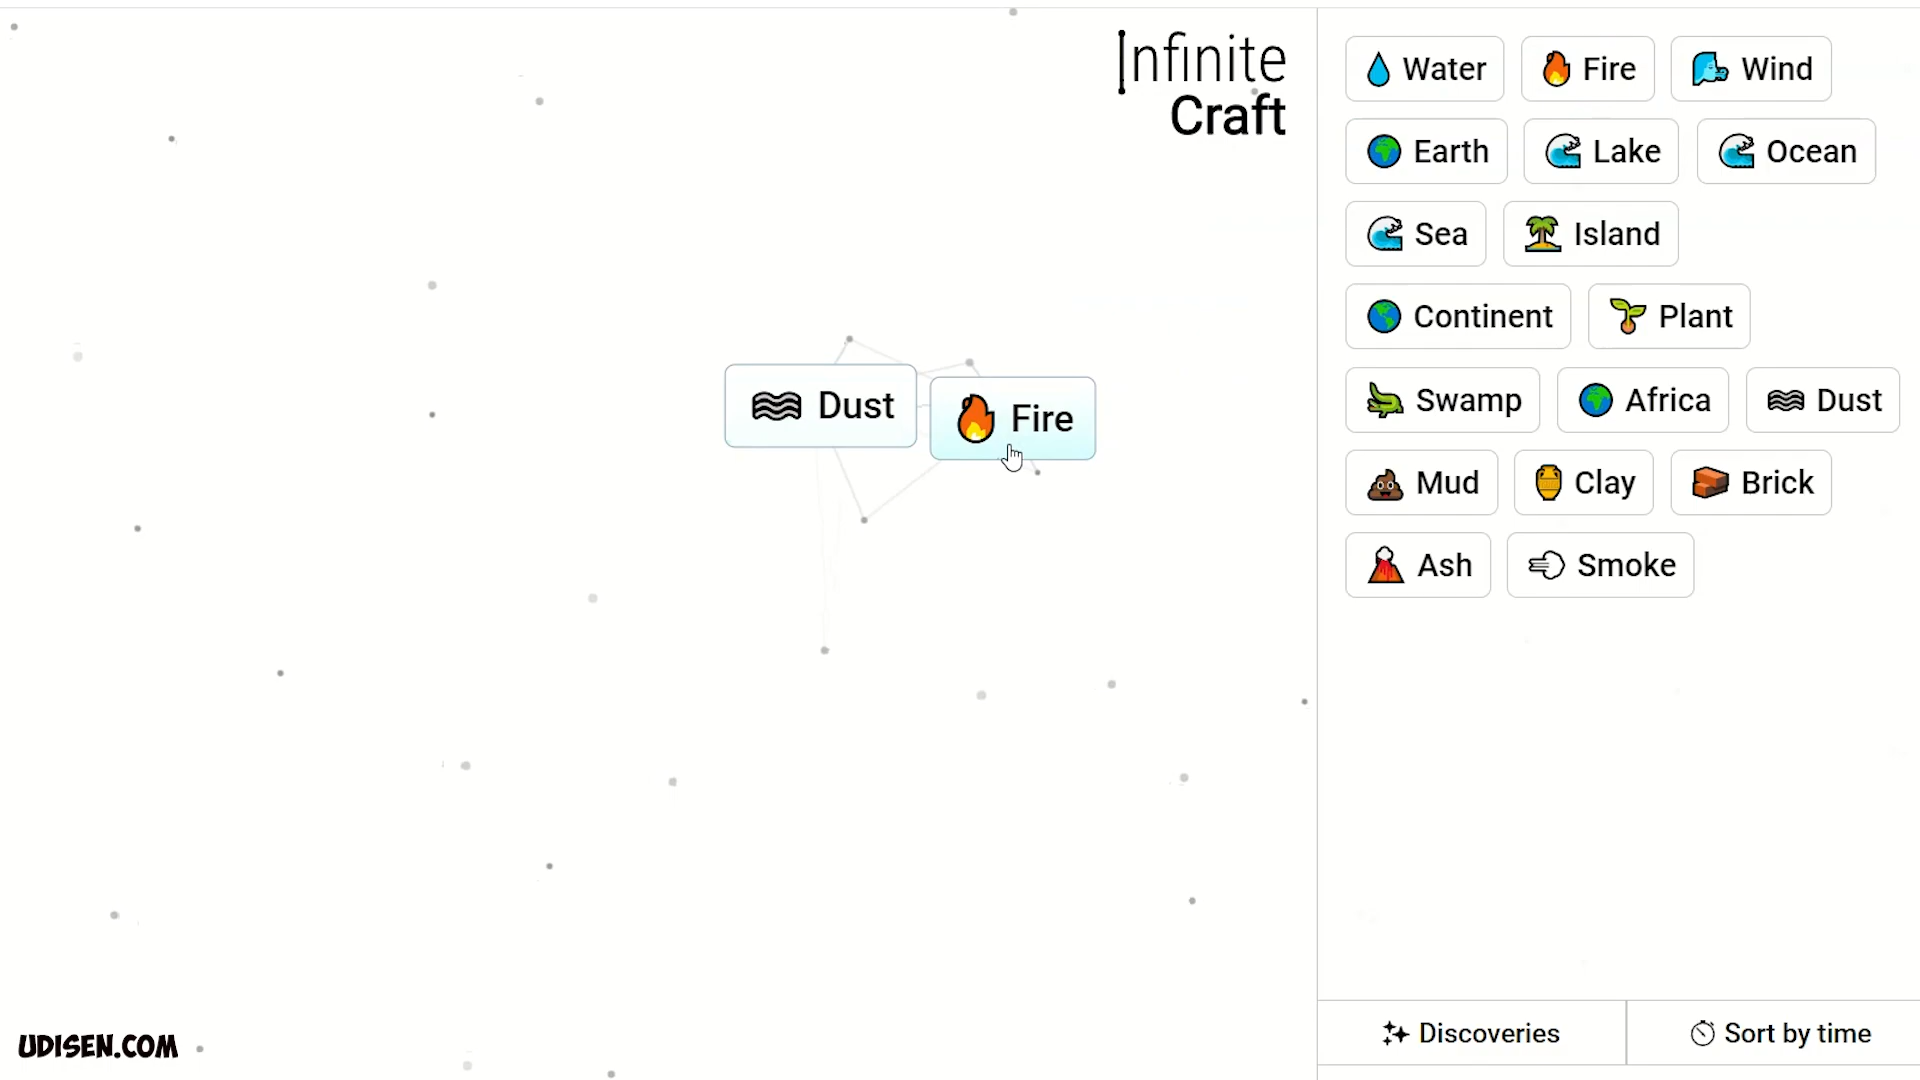 Infinite
Craft
Water Fire Wind
Earth Lake Ocean
Sea Island
Continent Plant
Dust Fire
Swamp Africa Dust
Mud Clay Brick
Ash Smoke
Discoveries Sort by time
UDISEN.COM